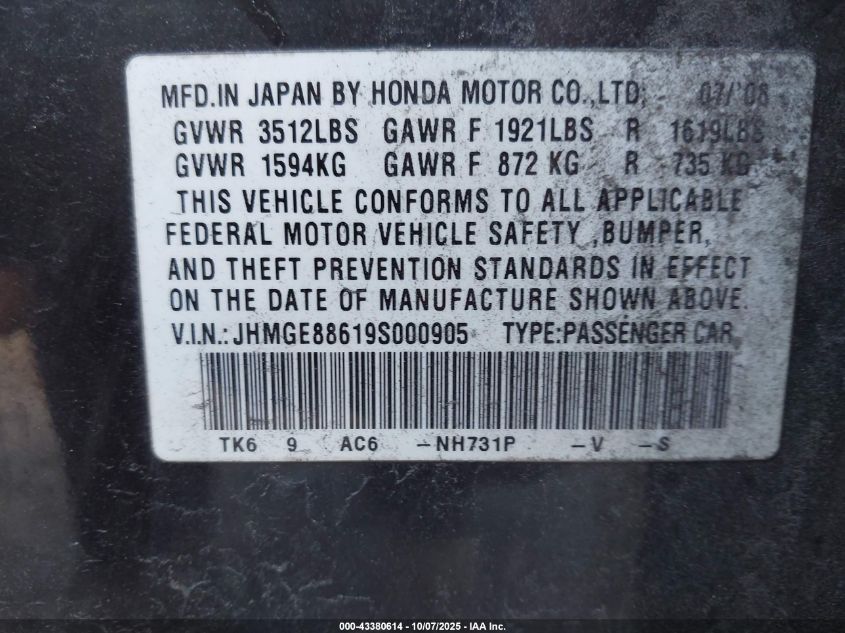 MFD.IN JAPAN BY HONDA MOTOR CO.,LTD. 07/'08
GVWR 3512LBS GAWR F 1921LBS R 1619LBS
GVWR 1594KG GAWR F 872 KG R 735 KG
THIS VEHICLE CONFORMS TO ALL APPLICABLE
FEDERAL MOTOR VEHICLE SAFETY ,BUMPER,
AND THEFT PREVENTION STANDARDS IN EFFECT
ON THE DATE OF MANUFACTURE SHOWN ABOVE.
V.I.N.:JHMGE88619S000905 TYPE:PASSENGER CAR
TK6 9 AC6 -NH731P -V -S
000-43380614 - 10/07/2025 - IAA Inc.